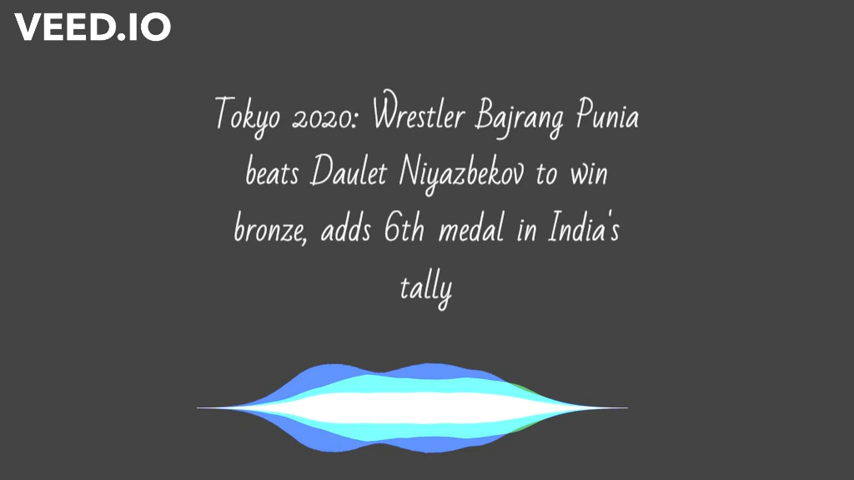 VEED.IO
Tokyo 2020: Wrestler Bajrang Punia
beats Daulet Niyazbekov to win
bronze, adds 6th medal in India's
tally